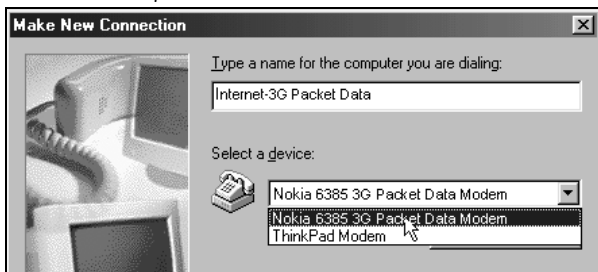 Make New Connection
Type a name for the computer you are dialing:
Internet-3G Packet Data
Select a device:
Nokia 6385 3G Packet Data Modem
Nokia 6385 3G Packet Data Modem
ThinkPad Modem